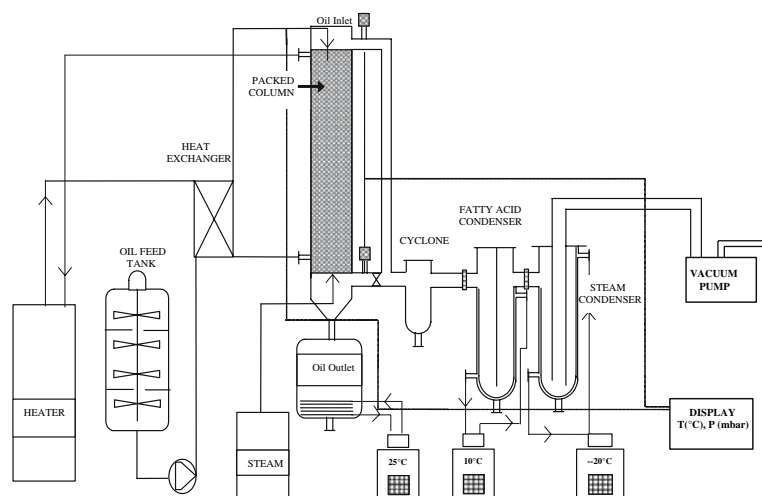 Oil Inlet
PACKED
COLUMN
HEAT
EXCHANGER
FATTY ACID
CONDENSER
CYCLONE
OIL FEED
TANK
VACUUM
PUMP
STEAM
CONDENSER
Oil Outlet
HEATER
DISPLAY
T(°C), P (mbar)
STEAM
25°C
10°C
--20°C